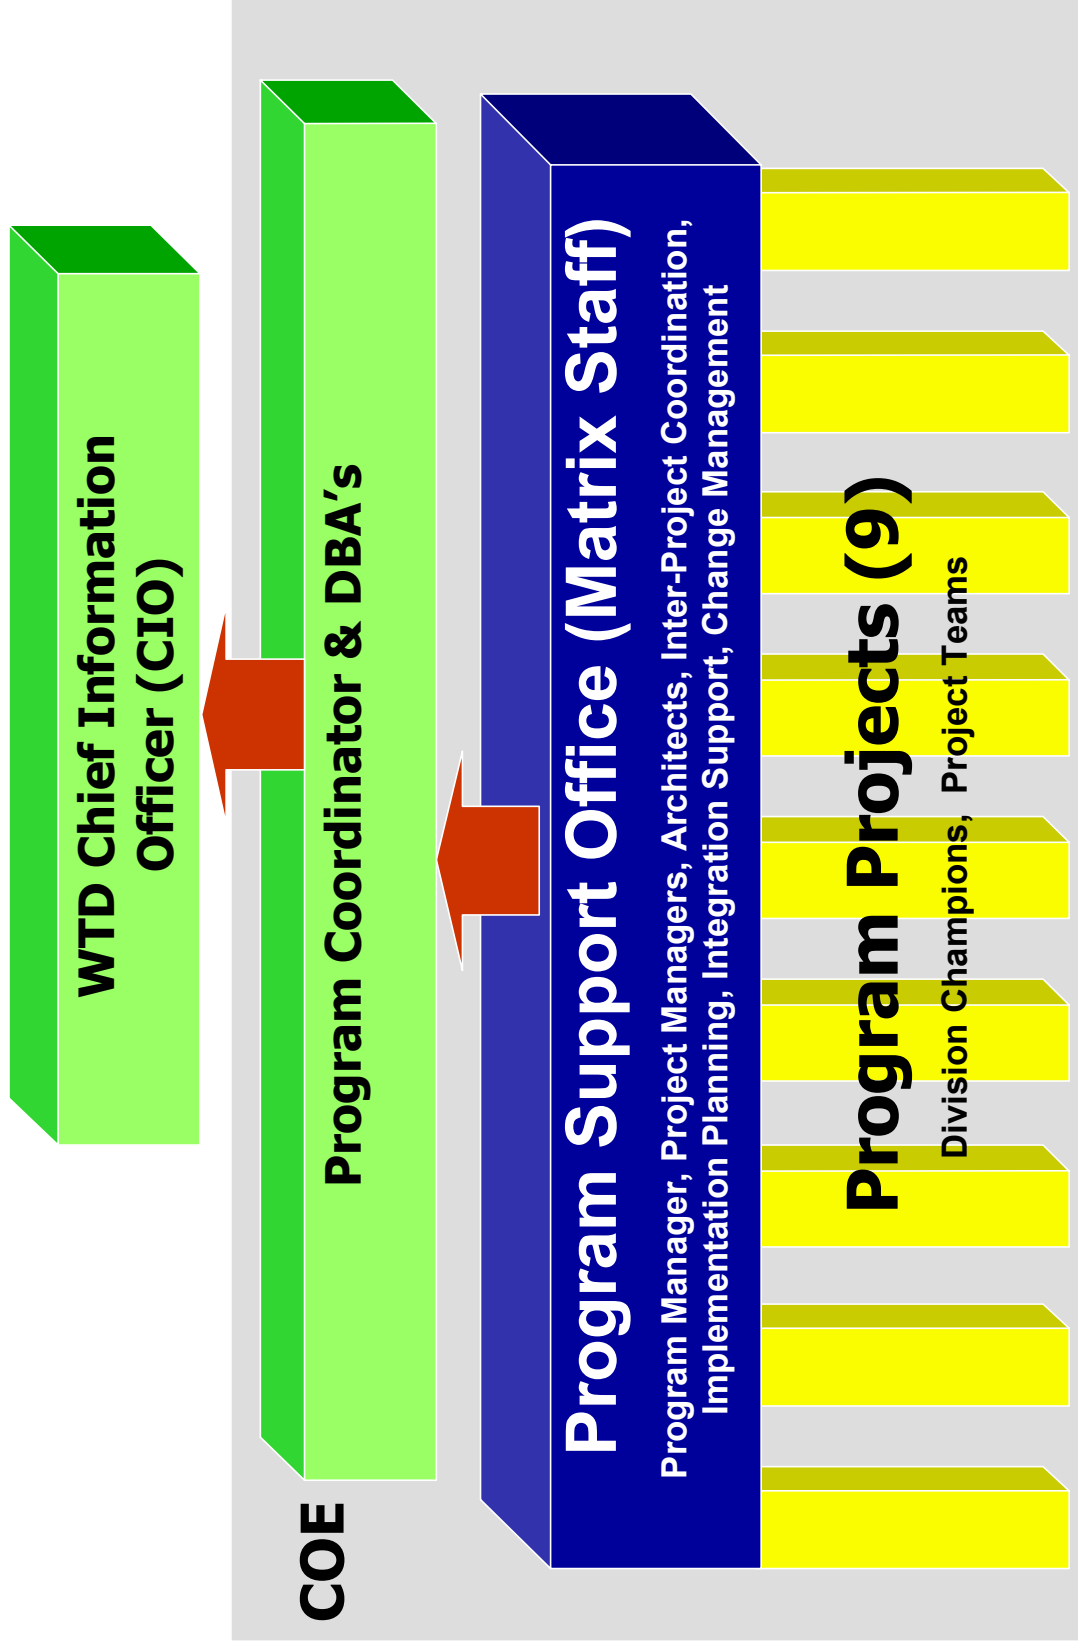 WTD Chief Information
Officer (CIO)
COE
Program Coordinator & DBA’s
Program Support Office (Matrix Staff)
Program Manager, Project Managers, Architects, Inter-Project Coordination,
Implementation Planning, Integration Support, Change Management
Program Projects (9)
Division Champions, Project Teams